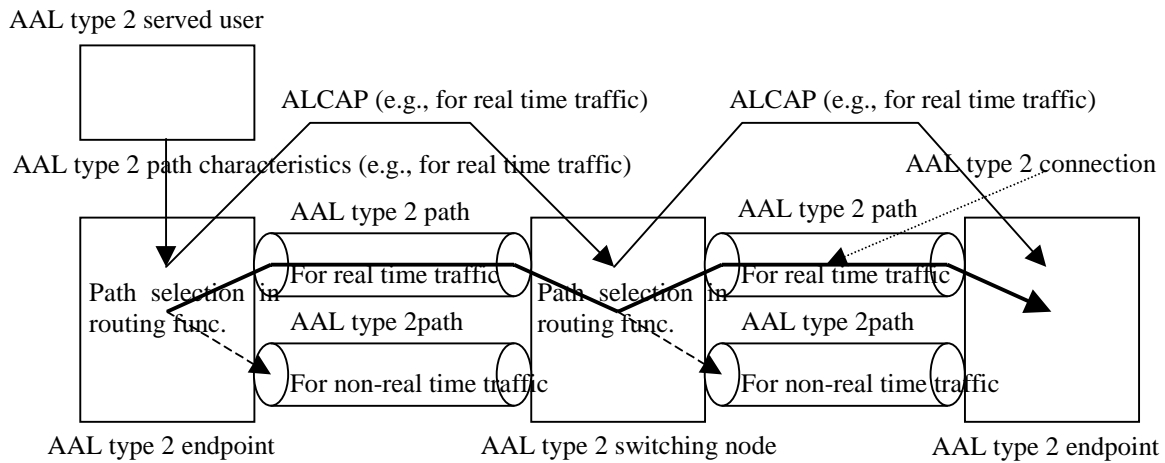 AAL type 2 served user
ALCAP (e.g., for real time traffic)
ALCAP (e.g., for real time traffic)
AAL type 2 path characteristics (e.g., for real time traffic)
AAL type 2 connection
AAL type 2 path
AAL type 2 path
For real time traffic
For real time traffic
Path selection in
routing func.
Path selection in
routing func.
AAL type 2path
AAL type 2path
For non-real time traffic
For non-real time traffic
AAL type 2 endpoint
AAL type 2 switching node
AAL type 2 endpoint